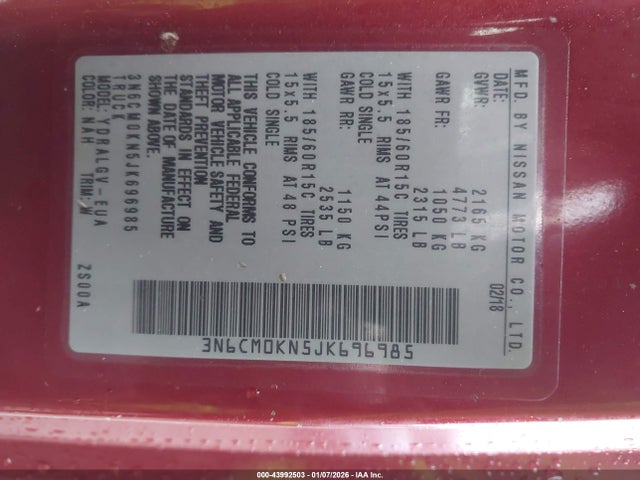 MFD. BY NISSAN MOTOR CO., LTD.
DATE: 02/18
GVWR: 2165 KG
4773 LB
GAWR FR: 1050 KG
2315 LB
WITH 185/60R15C TIRES
15x5.5 RIMS AT 44PSI
COLD SINGLE
GAWR RR: 1150 KG
2535 LB
WITH 185/60R15C TIRES
15x5.5 RIMS AT 48 PSI
COLD SINGLE
THIS VEHICLE CONFORMS TO
ALL APPLICABLE FEDERAL
MOTOR VEHICLE SAFETY AND
THEFT PREVENTION
STANDARDS IN EFFECT ON
THE DATE OF MANUFACTURE
SHOWN ABOVE.
3N6CM0KN5JK696985
TRUCK
MODEL: YDRALGV-EUA
COLOR: NAH TRIM: W
ZS00A
3N6CM0KN5JK696985
000-43992503 | 01/07/2026 | IAA Inc.